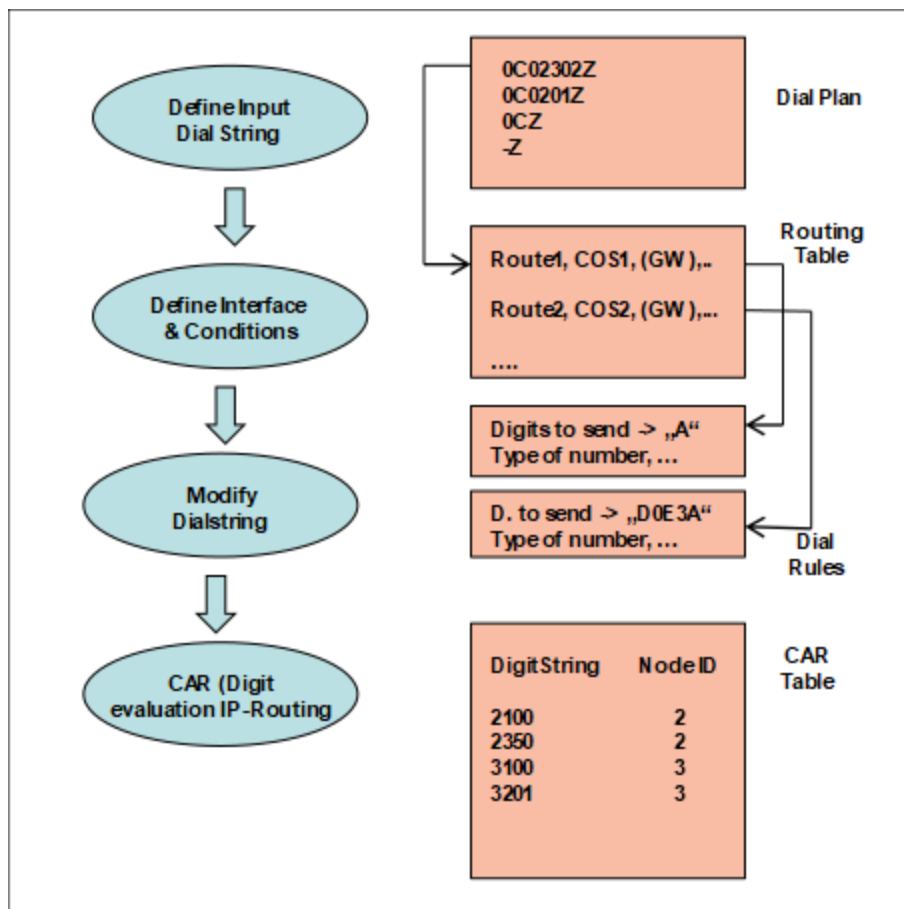 Define Input
Dial String
Define Interface
& Conditions
Modify
Dialstring
CAR (Digit
evaluation IP-Routing
0C02302Z
0C0201Z
0CZ
-Z
Dial Plan
Route1, COS1, (GW),..
Route2, COS2, (GW),...
....
Routing
Table
Digits to send -> „A“
Type of number, ...
D. to send -> „D0E3A“
Type of number, ...
Dial
Rules
Digit String Node ID
2100 2
2350 2
3100 3
3201 3
CAR
Table